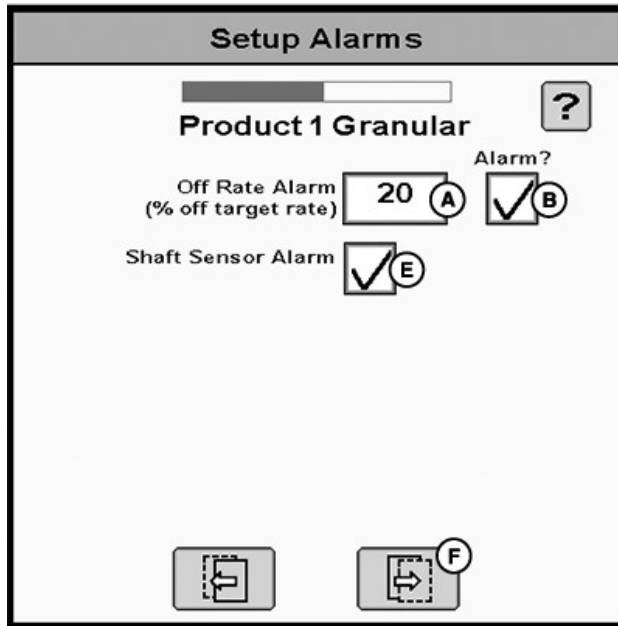 Setup Alarms
?
Product 1 Granular
Alarm?
Off Rate Alarm
(% off target rate)
20
A
B
Shaft Sensor Alarm
E
F